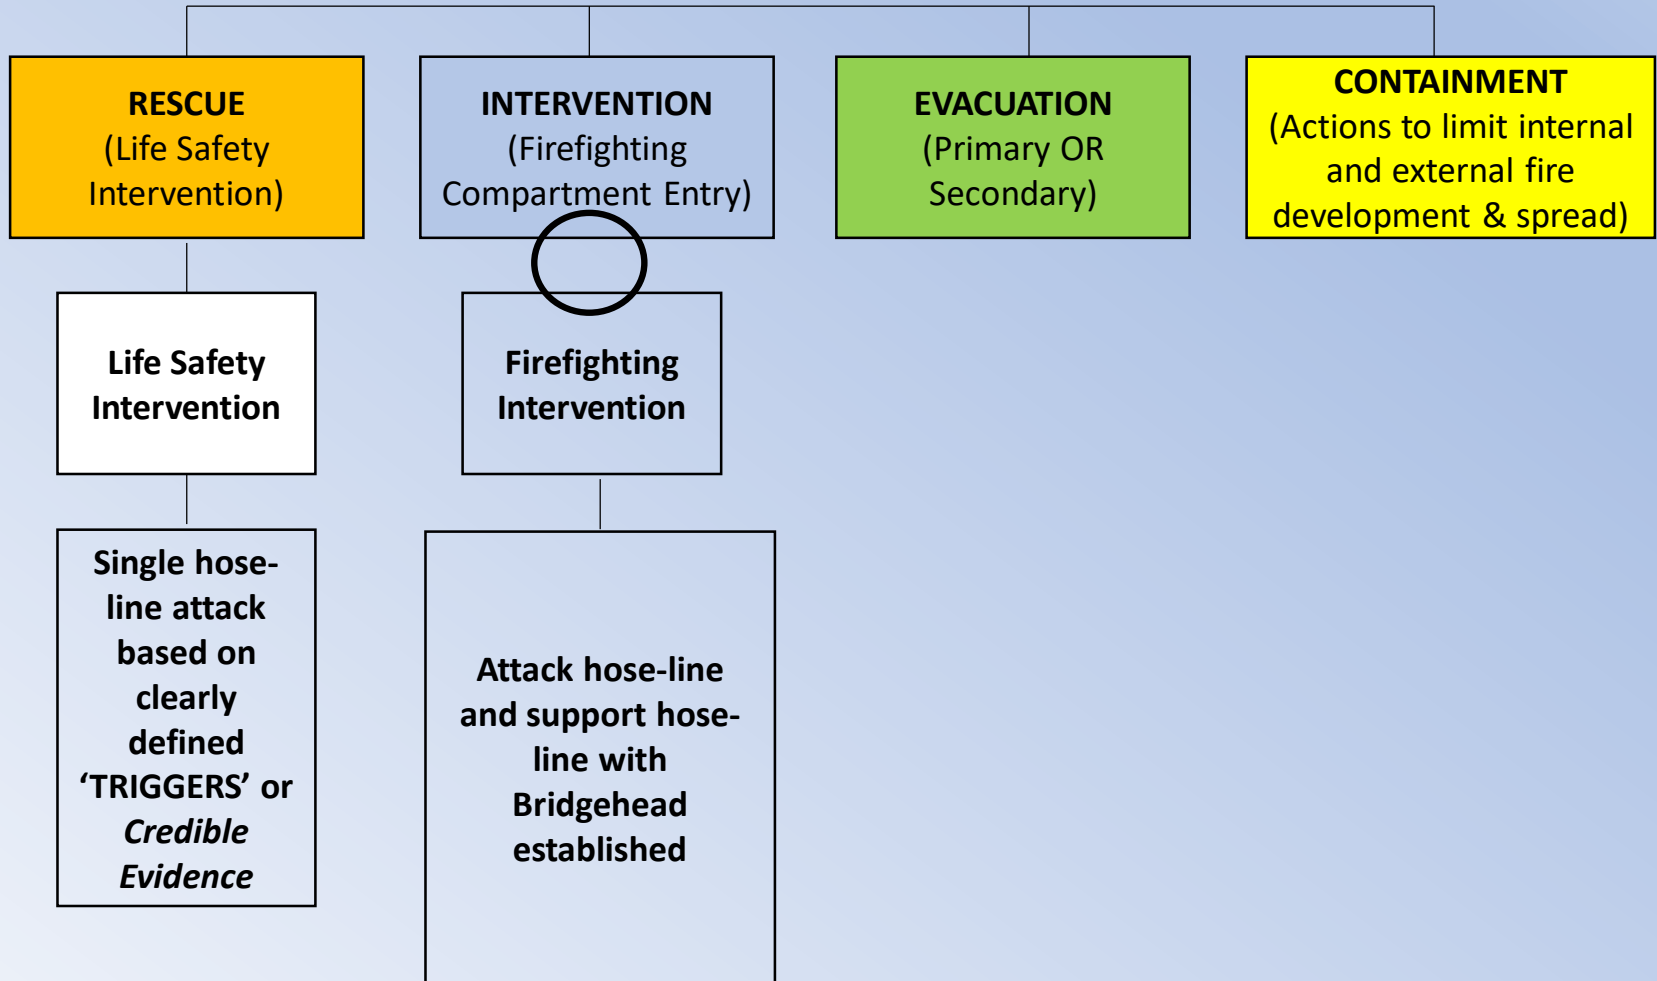 RESCUE
(Life Safety
Intervention)
INTERVENTION
(Firefighting
Compartment Entry)
EVACUATION
(Primary OR
Secondary)
CONTAINMENT
(Actions to limit internal
and external fire
development & spread)
Life Safety
Intervention
Firefighting
Intervention
Single hose-
line attack
based on
clearly
defined
‘TRIGGERS’ or
Credible
Evidence
Attack hose-line
and support hose-
line with
Bridgehead
established